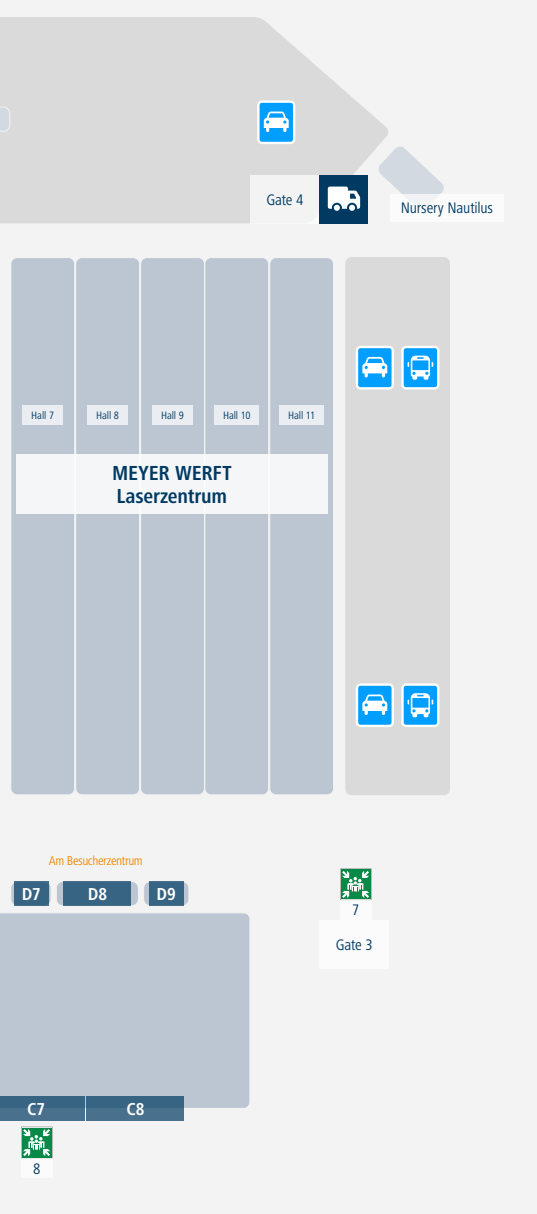 Gate 4
Nursery Nautilus
Hall 7
Hall 8
Hall 9
Hall 10
Hall 11
MEYER WERFT
Laserzentrum
Am Besucherzentrum
D7
D8
D9
7
Gate 3
C7
C8
8